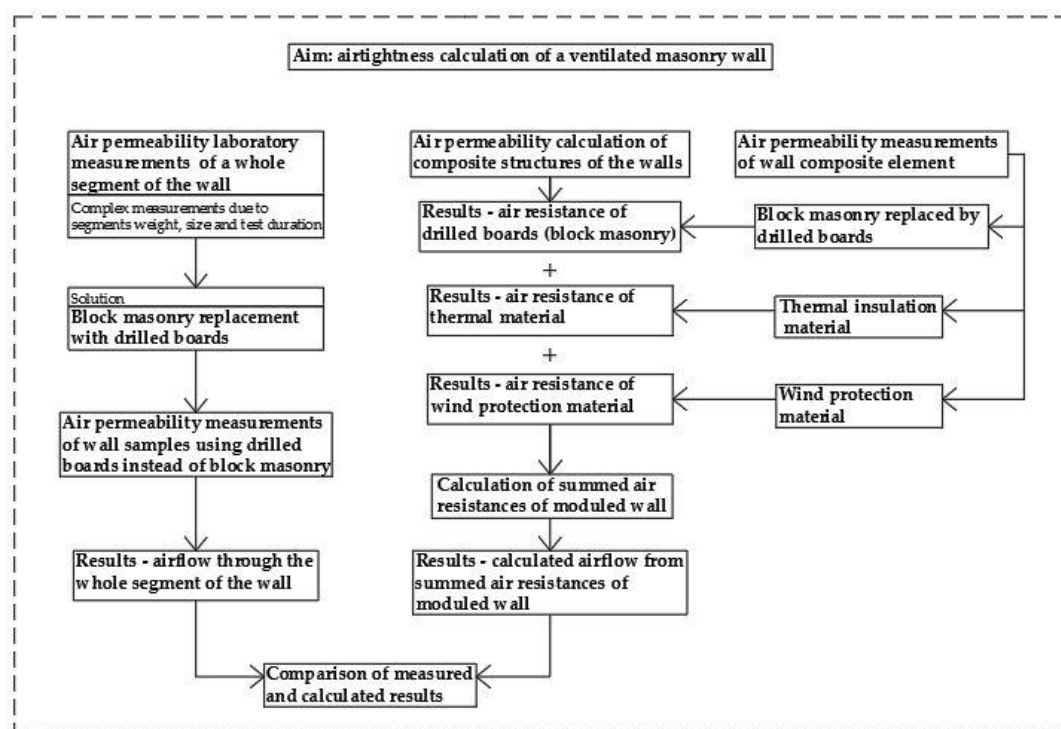 Aim: airtightness calculation of a ventilated masonry wall
Air permeability laboratory
measurements of a whole
segment of the wall
Complex measurements due to
segments weight, size and test duration
Solution
Block masonry replacement
with drilled boards
Air permeability measurements
of wall samples using drilled
boards instead of block masonry
Results - airflow through the
whole segment of the wall
Air permeability calculation of
composite structures of the walls
Results - air resistance of
drilled boards (block masonry)
+
Results - air resistance of
thermal material
+
Results - air resistance of
wind protection material
Calculation of summed air
resistances of moduled wall
Results - calculated airflow from
summed air resistances of
moduled wall
Air permeability measurements
of wall composite element
Block masonry replaced by
drilled boards
Thermal insulation
material
Wind protection
material
Comparison of measured
and calculated results